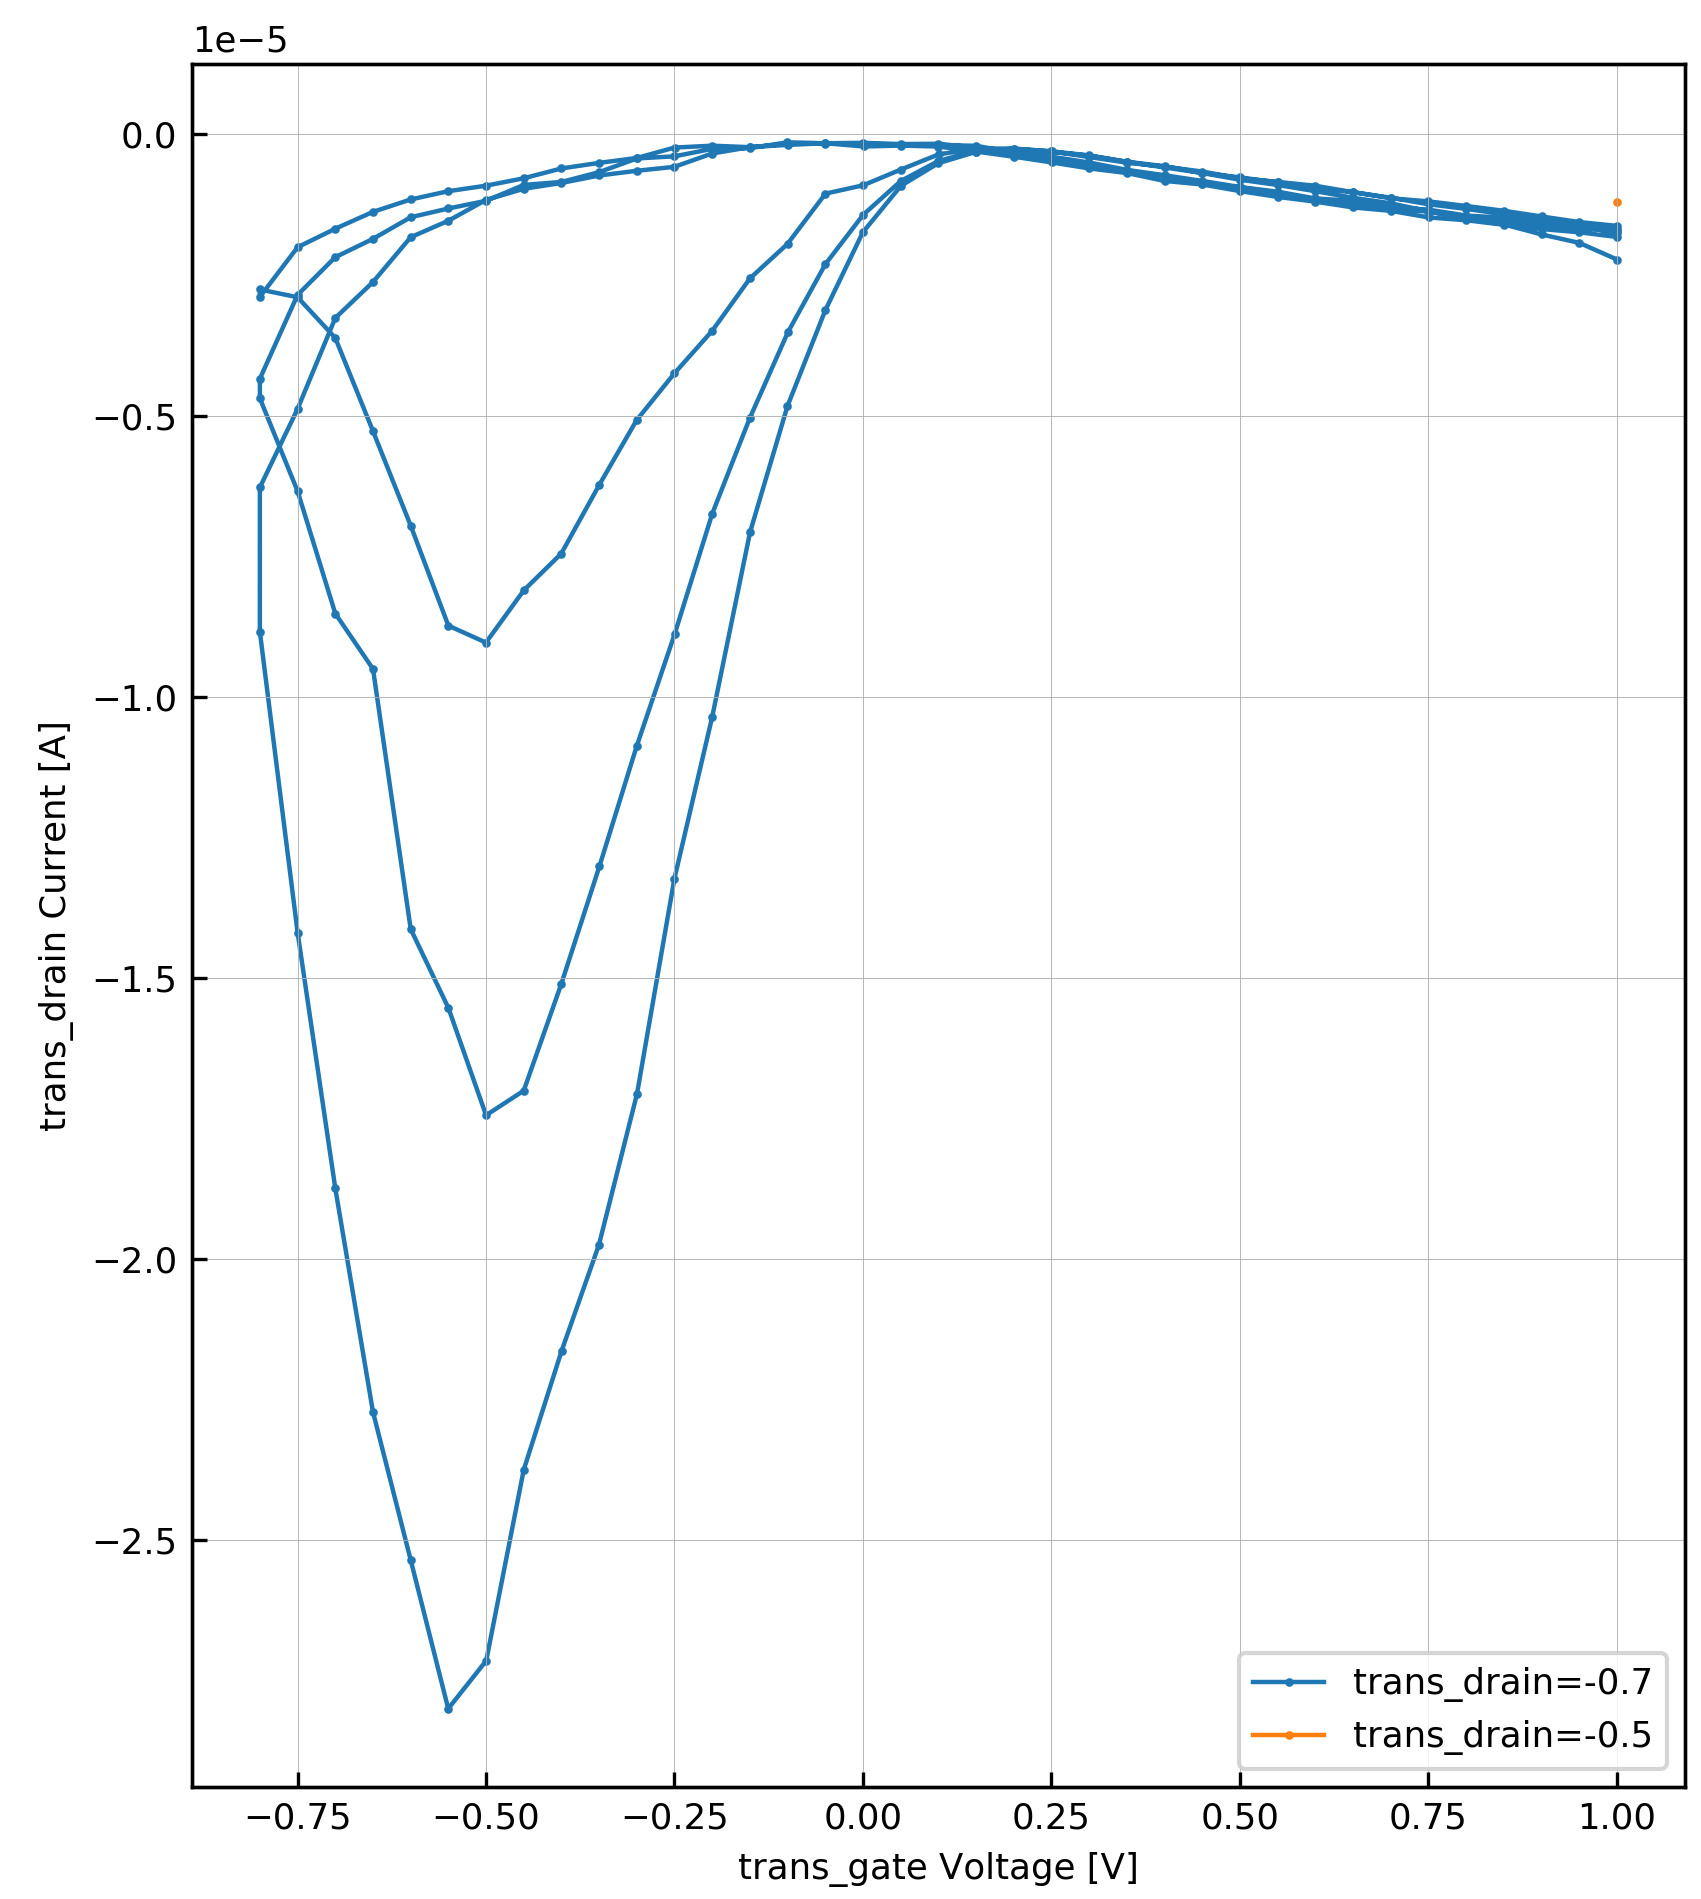 1e−5
0.0
−0.5
−1.0
−1.5
−2.0
−2.5
trans_drain Current [A]
−0.75 −0.50 −0.25 0.00 0.25 0.50 0.75 1.00
trans_gate Voltage [V]
trans_drain=-0.7
trans_drain=-0.5